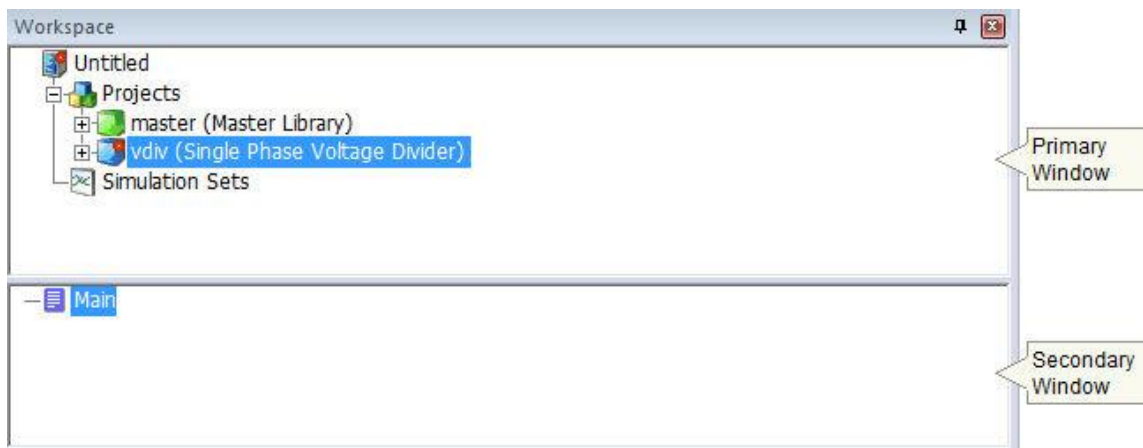 Workspace
Untitled
Projects
master (Master Library)
vdiv (Single Phase Voltage Divider)
Simulation Sets
Primary
Window
Main
Secondary
Window